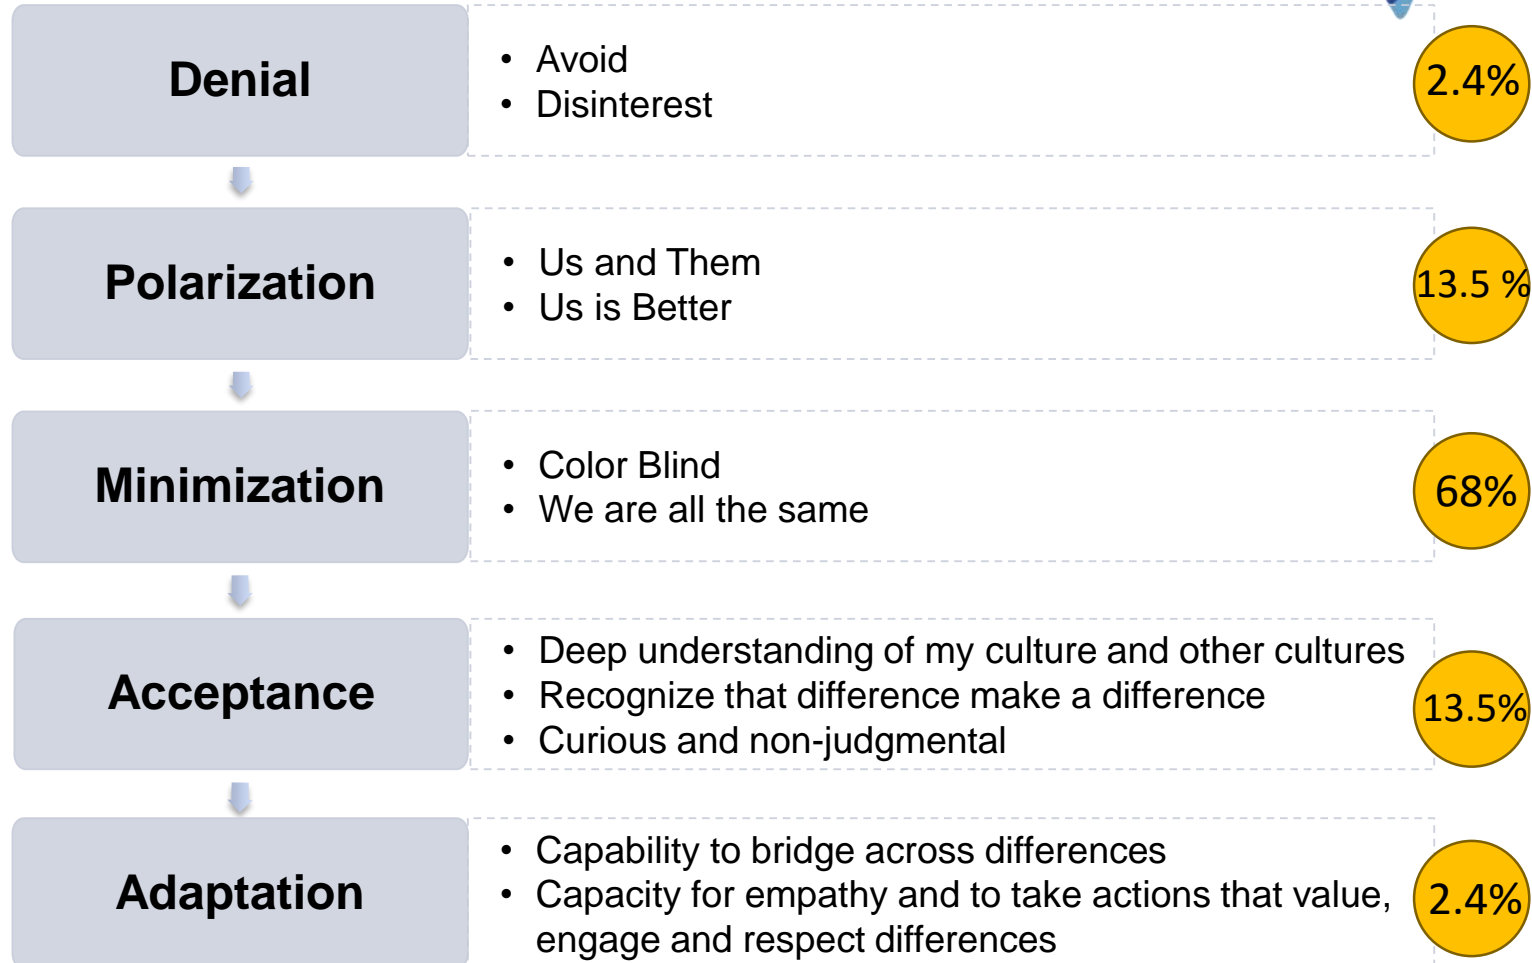 Denial
• Avoid
• Disinterest
2.4%
Polarization
• Us and Them
• Us is Better
13.5 %
Minimization
• Color Blind
• We are all the same
68%
Acceptance
• Deep understanding of my culture and other cultures
• Recognize that difference make a difference
• Curious and non-judgmental
13.5%
Adaptation
• Capability to bridge across differences
• Capacity for empathy and to take actions that value,
engage and respect differences
2.4%